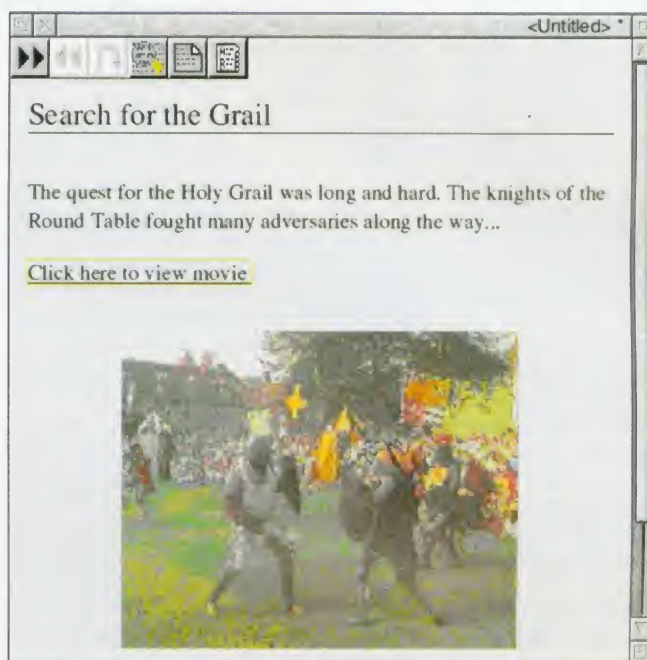 <Untitled> *
Search for the Grail
The quest for the Holy Grail was long and hard. The knights of the
Round Table fought many adversaries along the way...
Click here to view movie